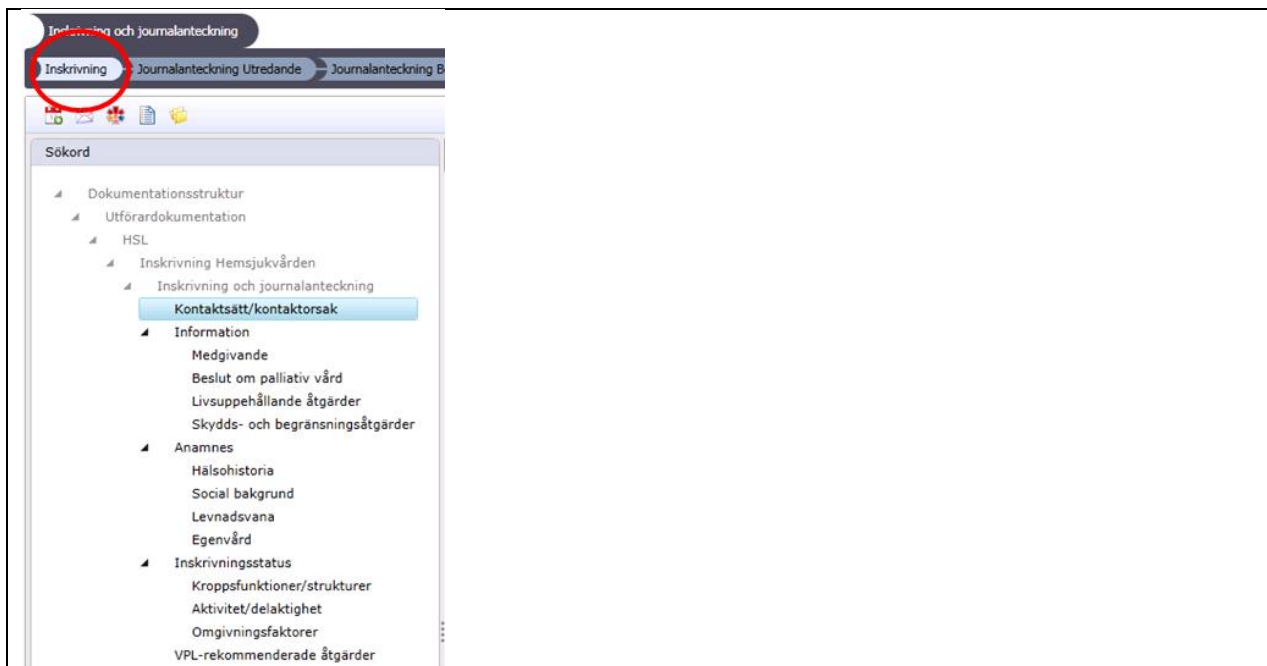 Inskrivning och journalanteckning
Inskrivning Journalanteckning Utredande Journalanteckning B
Sökord
Dokumentationsstruktur
Utförardokumentation
HSL
Inskrivning Hemsjukvården
Inskrivning och journalanteckning
Kontaktsätt/kontaktorsak
Information
Medgivande
Beslut om palliativ vård
Livsuppehållande åtgärder
Skydds- och begränsningsåtgärder
Anamnes
Hälsohistoria
Social bakgrund
Levnadsvana
Egenvård
Inskrivningsstatus
Kroppsfunktioner/strukturer
Aktivitet/delaktighet
Omgivningsfaktorer
VPL-rekommenderade åtgärder